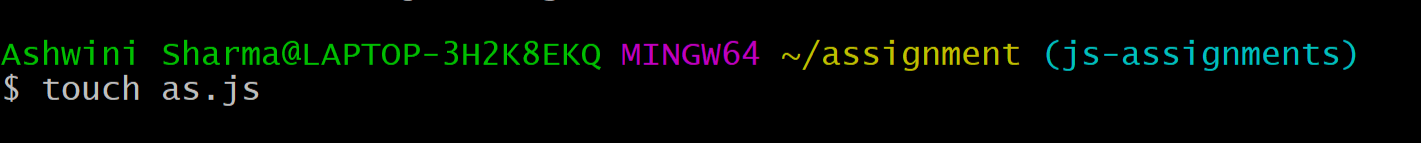 Ashwini Sharma@LAPTOP-3H2K8EKQ MINGW64 ~/assignment (js-assignments)
$ touch as.js